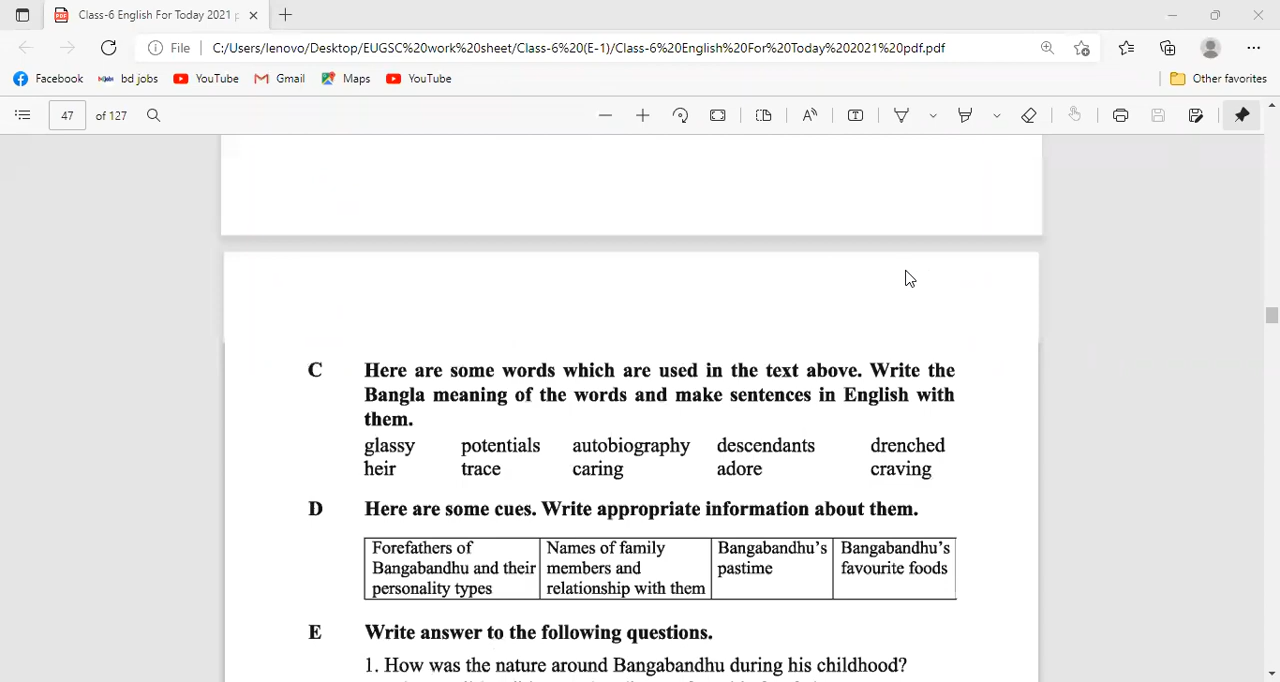 Class-6 English For Today 2021 p
File C:/Users/lenovo/Desktop/EUGSC%20work%20sheet/Class-6%20(E-1)/Class-6%20English%20For%20Today%202021%20pdf.pdf
Facebook bd jobs YouTube Gmail Maps YouTube Other favorites
47 of 127
C Here are some words which are used in the text above. Write the
Bangla meaning of the words and make sentences in English with
them.
glassy potentials autobiography descendants drenched
heir trace caring adore craving
D Here are some cues. Write appropriate information about them.
Forefathers of Bangabandhu and their personality types
Names of family members and relationship with them
Bangabandhu's pastime
Bangabandhu's favourite foods
E Write answer to the following questions.
1. How was the nature around Bangabandhu during his childhood?